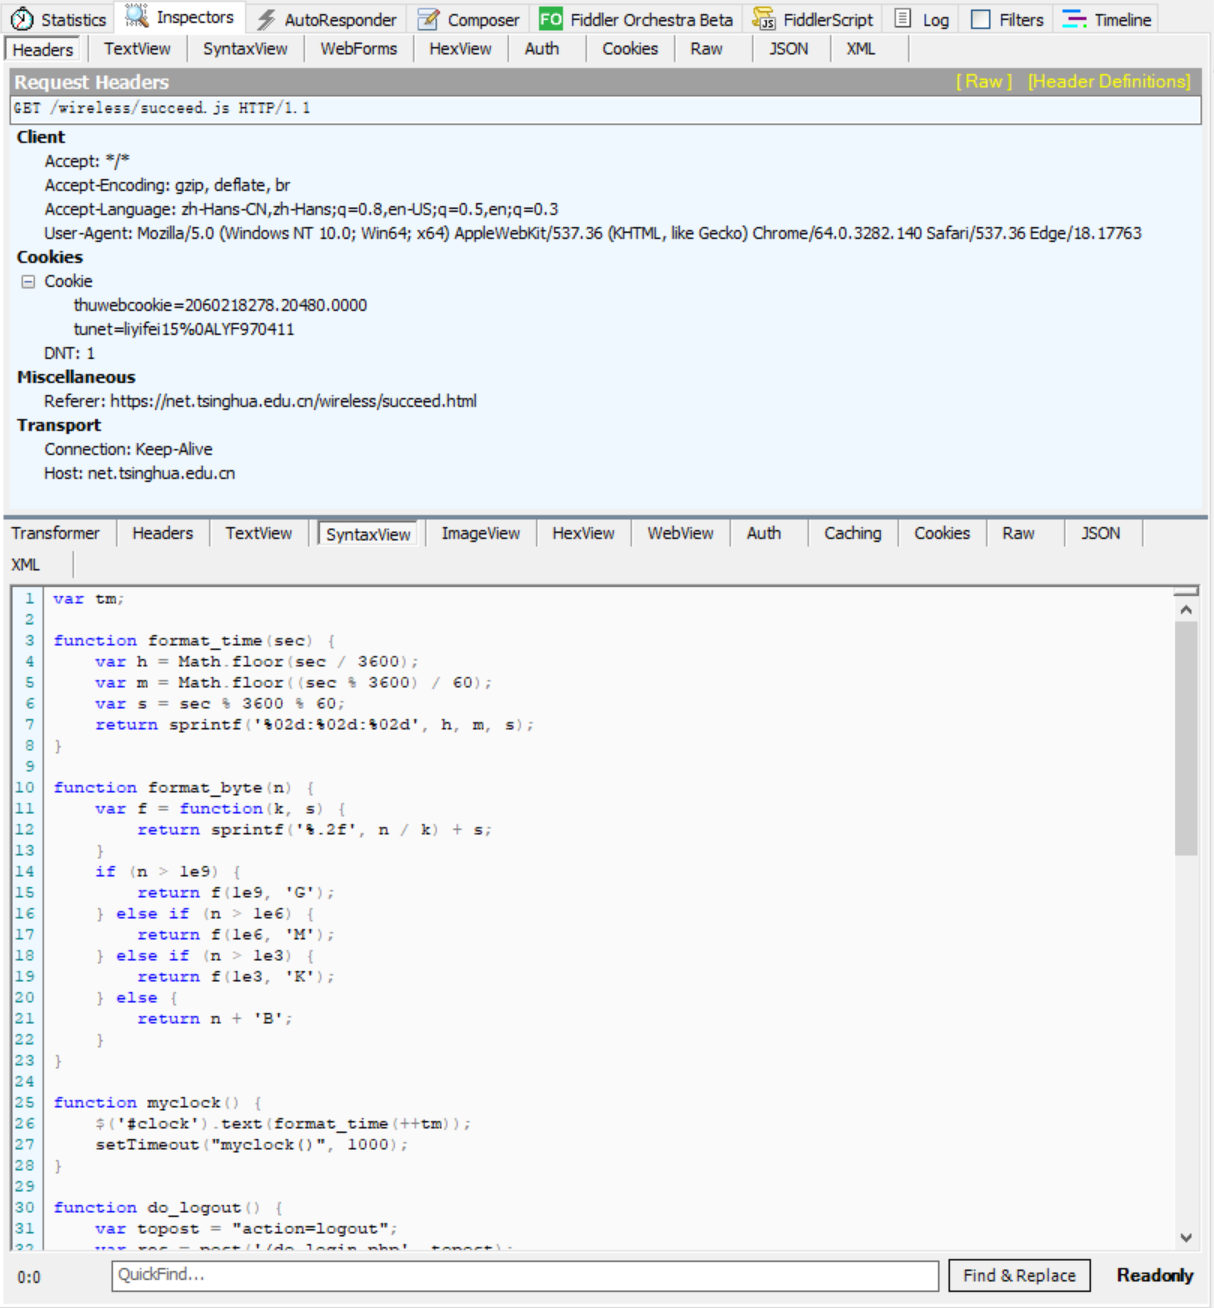 Statistics Inspectors AutoResponder Composer FO Fiddler Orchestra Beta FiddlerScript Log Filters Timeline
Headers TextView SyntaxView WebForms HexView Auth Cookies Raw JSON XML
Request Headers [ Raw ] [Header Definitions]
GET /wireless/succeed.js HTTP/1.1
Client
Accept: */*
Accept-Encoding: gzip, deflate, br
Accept-Language: zh-Hans-CN,zh-Hans;q=0.8,en-US;q=0.5,en;q=0.3
User-Agent: Mozilla/5.0 (Windows NT 10.0; Win64; x64) AppleWebKit/537.36 (KHTML, like Gecko) Chrome/64.0.3282.140 Safari/537.36 Edge/18.17763
Cookies
Cookie
thuwebcookie=2060218278.20480.0000
tunet=liyifei15%0ALYF970411
DNT: 1
Miscellaneous
Referer: https://net.tsinghua.edu.cn/wireless/succeed.html
Transport
Connection: Keep-Alive
Host: net.tsinghua.edu.cn
Transformer Headers TextView SyntaxView ImageView HexView WebView Auth Caching Cookies Raw JSON
XML
1 var tm;
2
3 function format_time(sec) {
4     var h = Math.floor(sec / 3600);
5     var m = Math.floor((sec % 3600) / 60);
6     var s = sec % 3600 % 60;
7     return sprintf('%02d:%02d:%02d', h, m, s);
8 }
9
10 function format_byte(n) {
11     var f = function(k, s) {
12         return sprintf('%.2f', n / k) + s;
13     }
14     if (n > 1e9) {
15         return f(1e9, 'G');
16     } else if (n > 1e6) {
17         return f(1e6, 'M');
18     } else if (n > 1e3) {
19         return f(1e3, 'K');
20     } else {
21         return n + 'B';
22     }
23 }
24
25 function myclock() {
26     $('#clock').text(format_time(++tm));
27     setTimeout("myclock()", 1000);
28 }
29
30 function do_logout() {
31     var topost = "action=logout";
32     var res = post('/do_login.php', topost);
0:0 QuickFind... Find & Replace Readonly